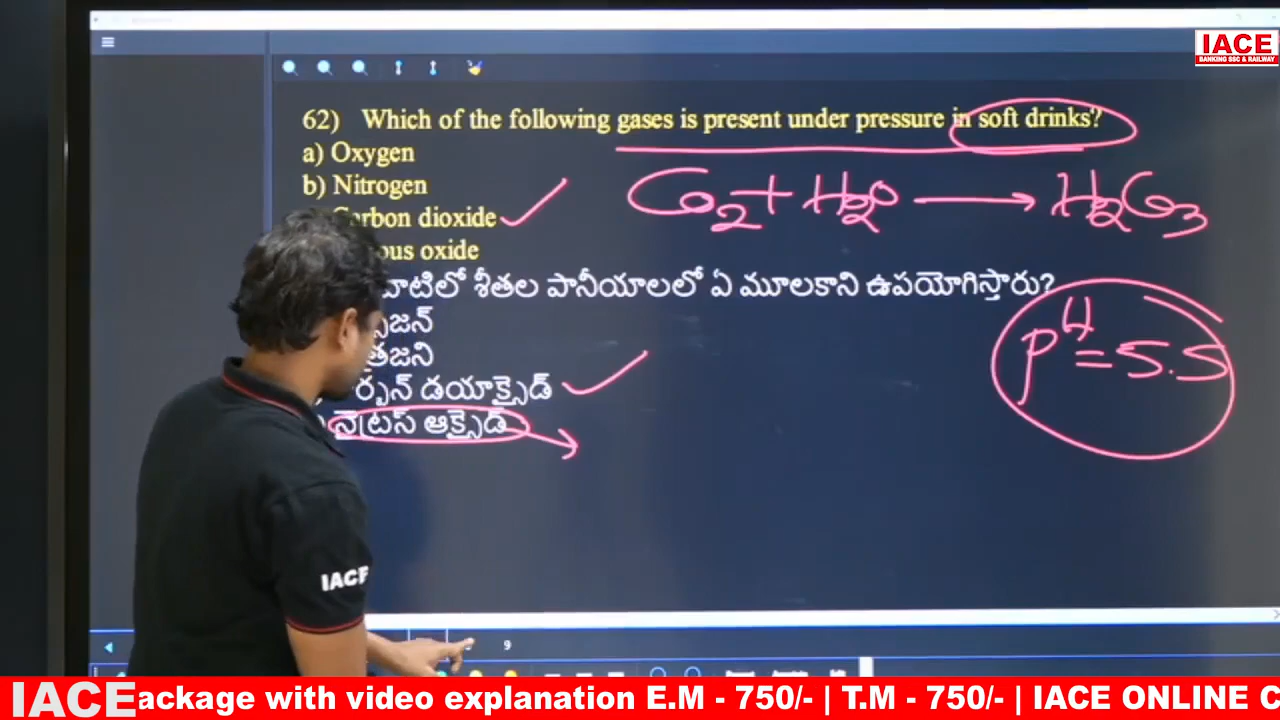 IACE
BANKING SSC & RAILWAY
62) Which of the following gases is present under pressure in soft drinks?
a) Oxygen
b) Nitrogen
Carbon dioxide
ous oxide
CO2 + H2O → H2CO3
శీతల పానీయాలలో ఏ మూలకాని ఉపయోగిస్తారు?
pH = 5.5
ర్బన్ డయాక్సైడ్
నైట్రస్ ఆక్సైడ్
IACE
9
IACE ackage with video explanation E.M - 750/- | T.M - 750/- | IACE ONLINE C